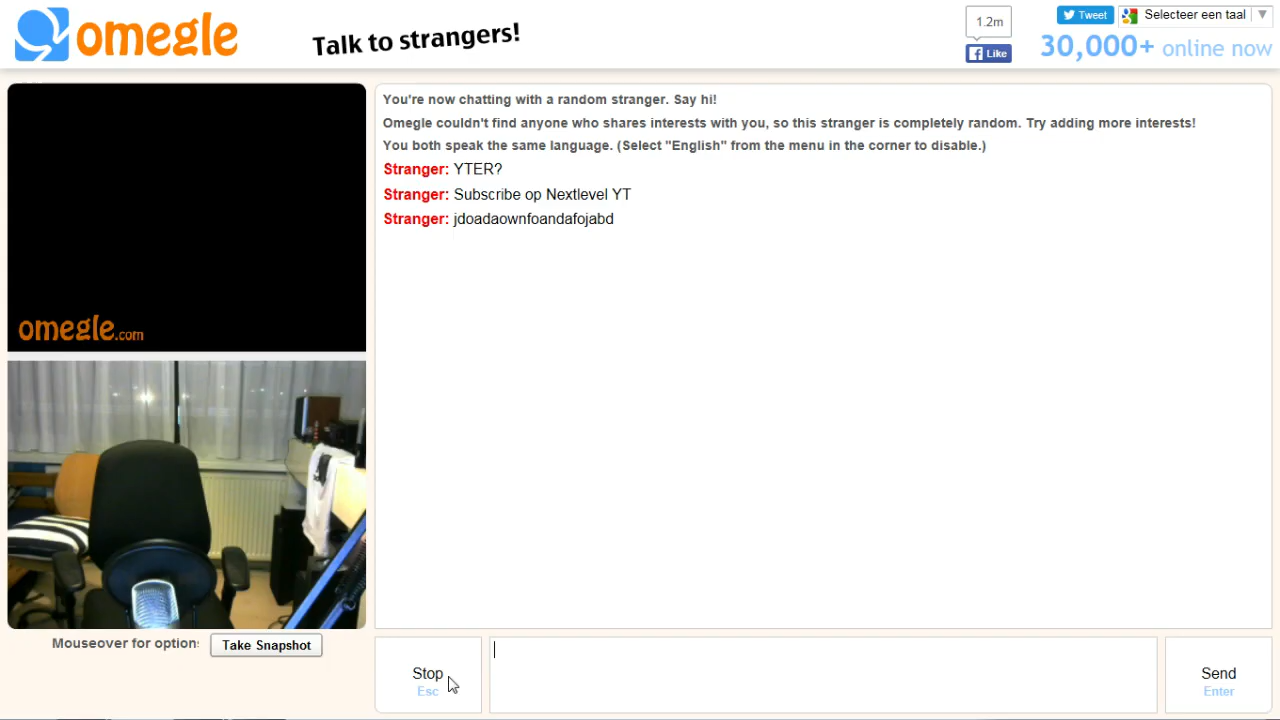 omegle
Talk to strangers!
1.2m
Like
Tweet
Selecteer een taal
30,000+ online now
You're now chatting with a random stranger. Say hi!
Omegle couldn't find anyone who shares interests with you, so this stranger is completely random. Try adding more interests!
You both speak the same language. (Select "English" from the menu in the corner to disable.)
Stranger: YTER?
Stranger: Subscribe op Nextlevel YT
Stranger: jdoadaownfoandafojabd
omegle.com
Mouseover for option
Take Snapshot
Stop
Esc
Send
Enter